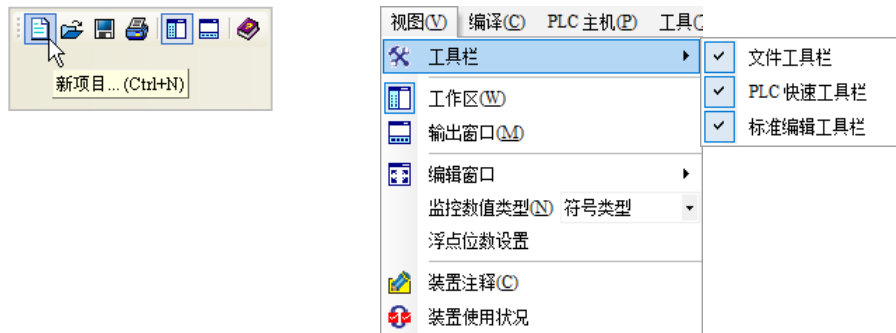 新项目... (Ctrl+N)
视图(V) 编译(C) PLC 主机(P) 工具(
工具栏
文件工具栏
PLC 快速工具栏
标准编辑工具栏
工作区(W)
输出窗口(M)
编辑窗口
监控数值类型(N) 符号类型
浮点位数设置
装置注释(C)
装置使用状况